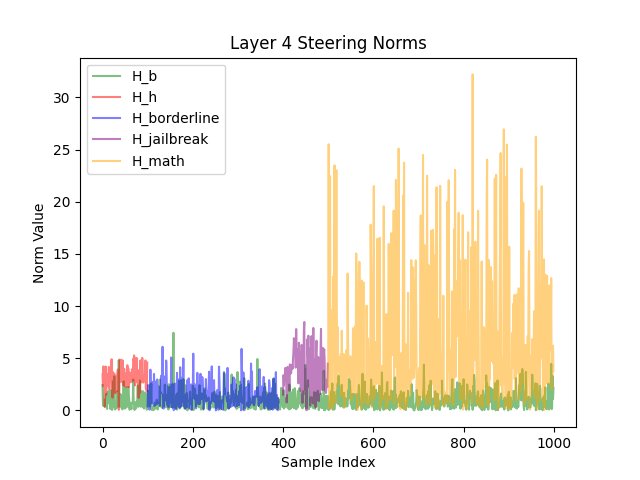 Layer 4 Steering Norms
H_b
H_h
H_borderline
H_jailbreak
H_math
Norm Value
30
25
20
15
10
5
0
0
200
400
600
800
1000
Sample Index